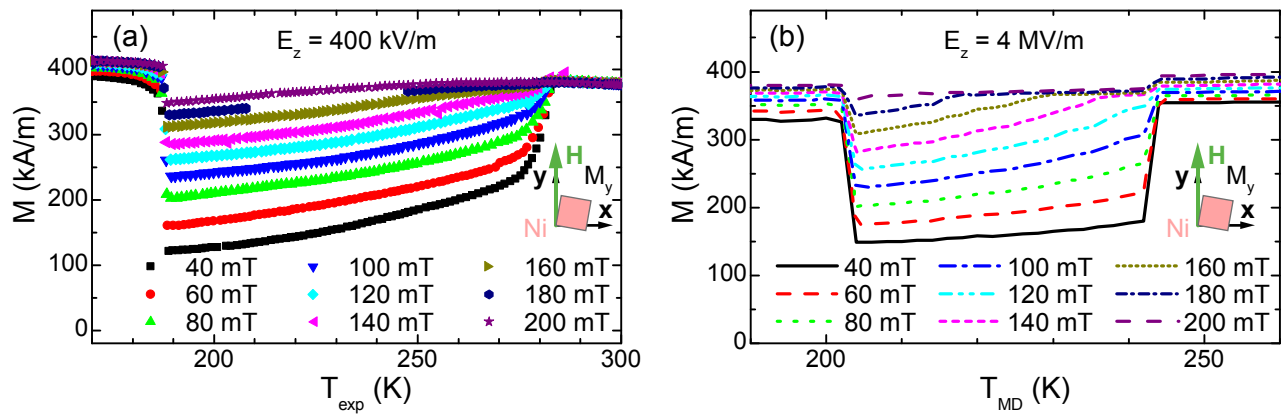 (a)
E_z = 400 kV/m
M (kA/m)
400
300
200
100
0
H
y
M_y
x
Ni
40 mT
100 mT
160 mT
60 mT
120 mT
180 mT
80 mT
140 mT
200 mT
200
250
300
T_exp (K)
(b)
E_z = 4 MV/m
M (kA/m)
400
300
200
100
0
H
y
M_y
x
Ni
40 mT
100 mT
160 mT
60 mT
120 mT
180 mT
80 mT
140 mT
200 mT
200
250
T_MD (K)